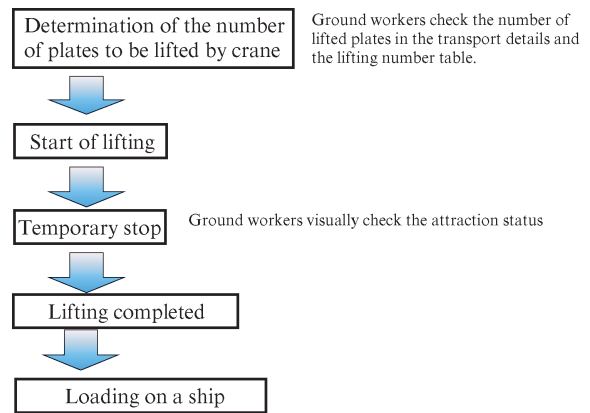 Determination of the number
of plates to be lifted by crane
Ground workers check the number of
lifted plates in the transport details and
the lifting number table.
Start of lifting
Temporary stop
Ground workers visually check the attraction status
Lifting completed
Loading on a ship